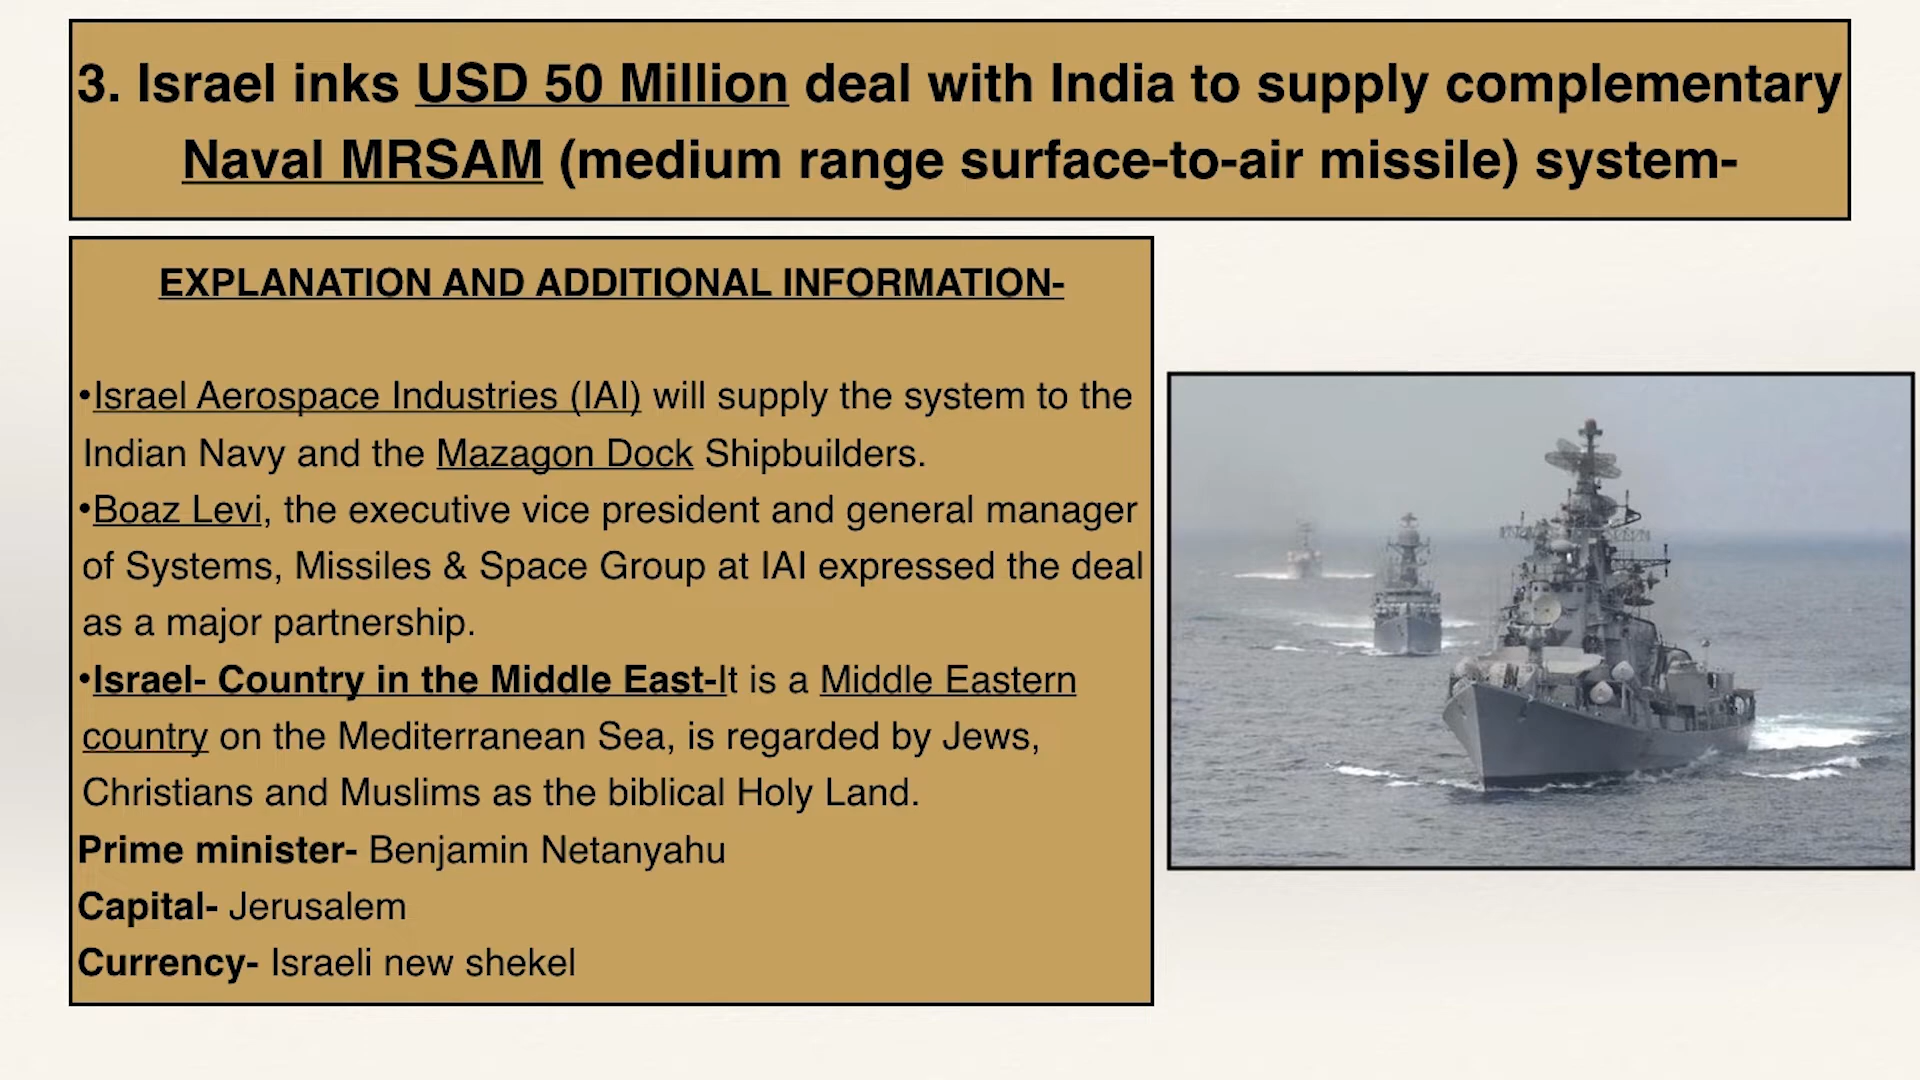 3. Israel inks USD 50 Million deal with India to supply complementary
Naval MRSAM (medium range surface-to-air missile) system-
EXPLANATION AND ADDITIONAL INFORMATION-
•Israel Aerospace Industries (IAI) will supply the system to the
Indian Navy and the Mazagon Dock Shipbuilders.
•Boaz Levi, the executive vice president and general manager
of Systems, Missiles & Space Group at IAI expressed the deal
as a major partnership.
•Israel- Country in the Middle East-It is a Middle Eastern
country on the Mediterranean Sea, is regarded by Jews,
Christians and Muslims as the biblical Holy Land.
Prime minister- Benjamin Netanyahu
Capital- Jerusalem
Currency- Israeli new shekel